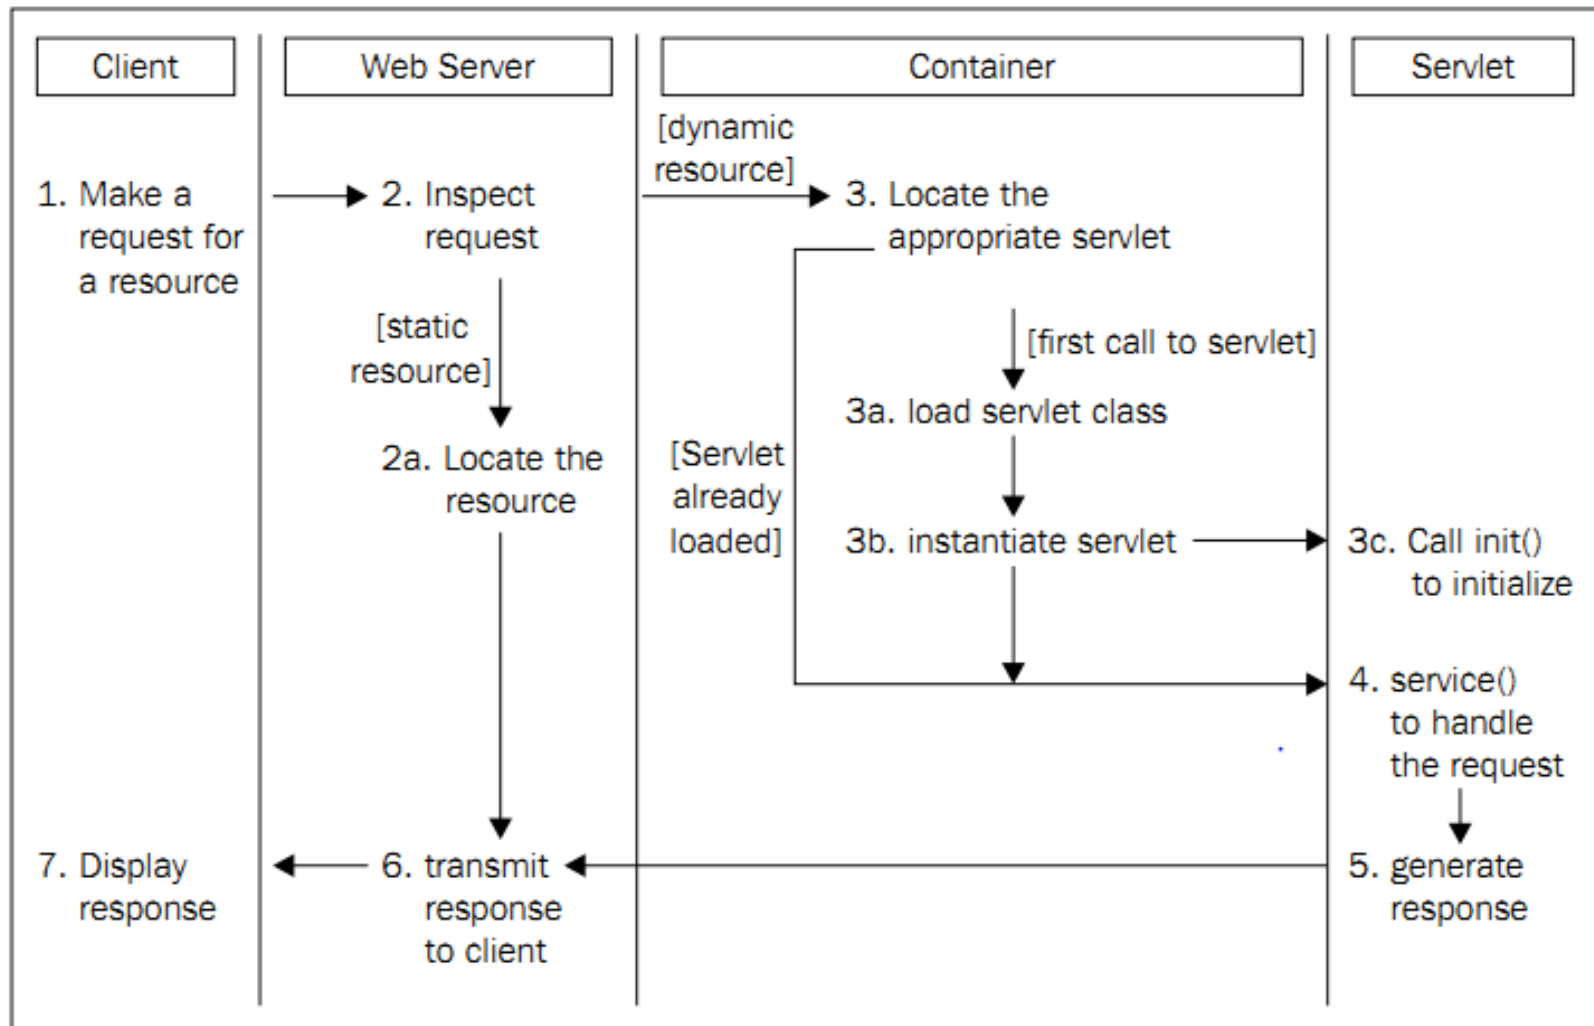 Client
Web Server
Container
Servlet
[dynamic
resource]
1. Make a
request for
a resource
2. Inspect
request
3. Locate the
appropriate servlet
[static
resource]
[first call to servlet]
3a. load servlet class
2a. Locate the
resource
[Servlet
already
loaded]
3b. instantiate servlet
3c. Call init()
to initialize
4. service()
to handle
the request
7. Display
response
6. transmit
response
to client
5. generate
response